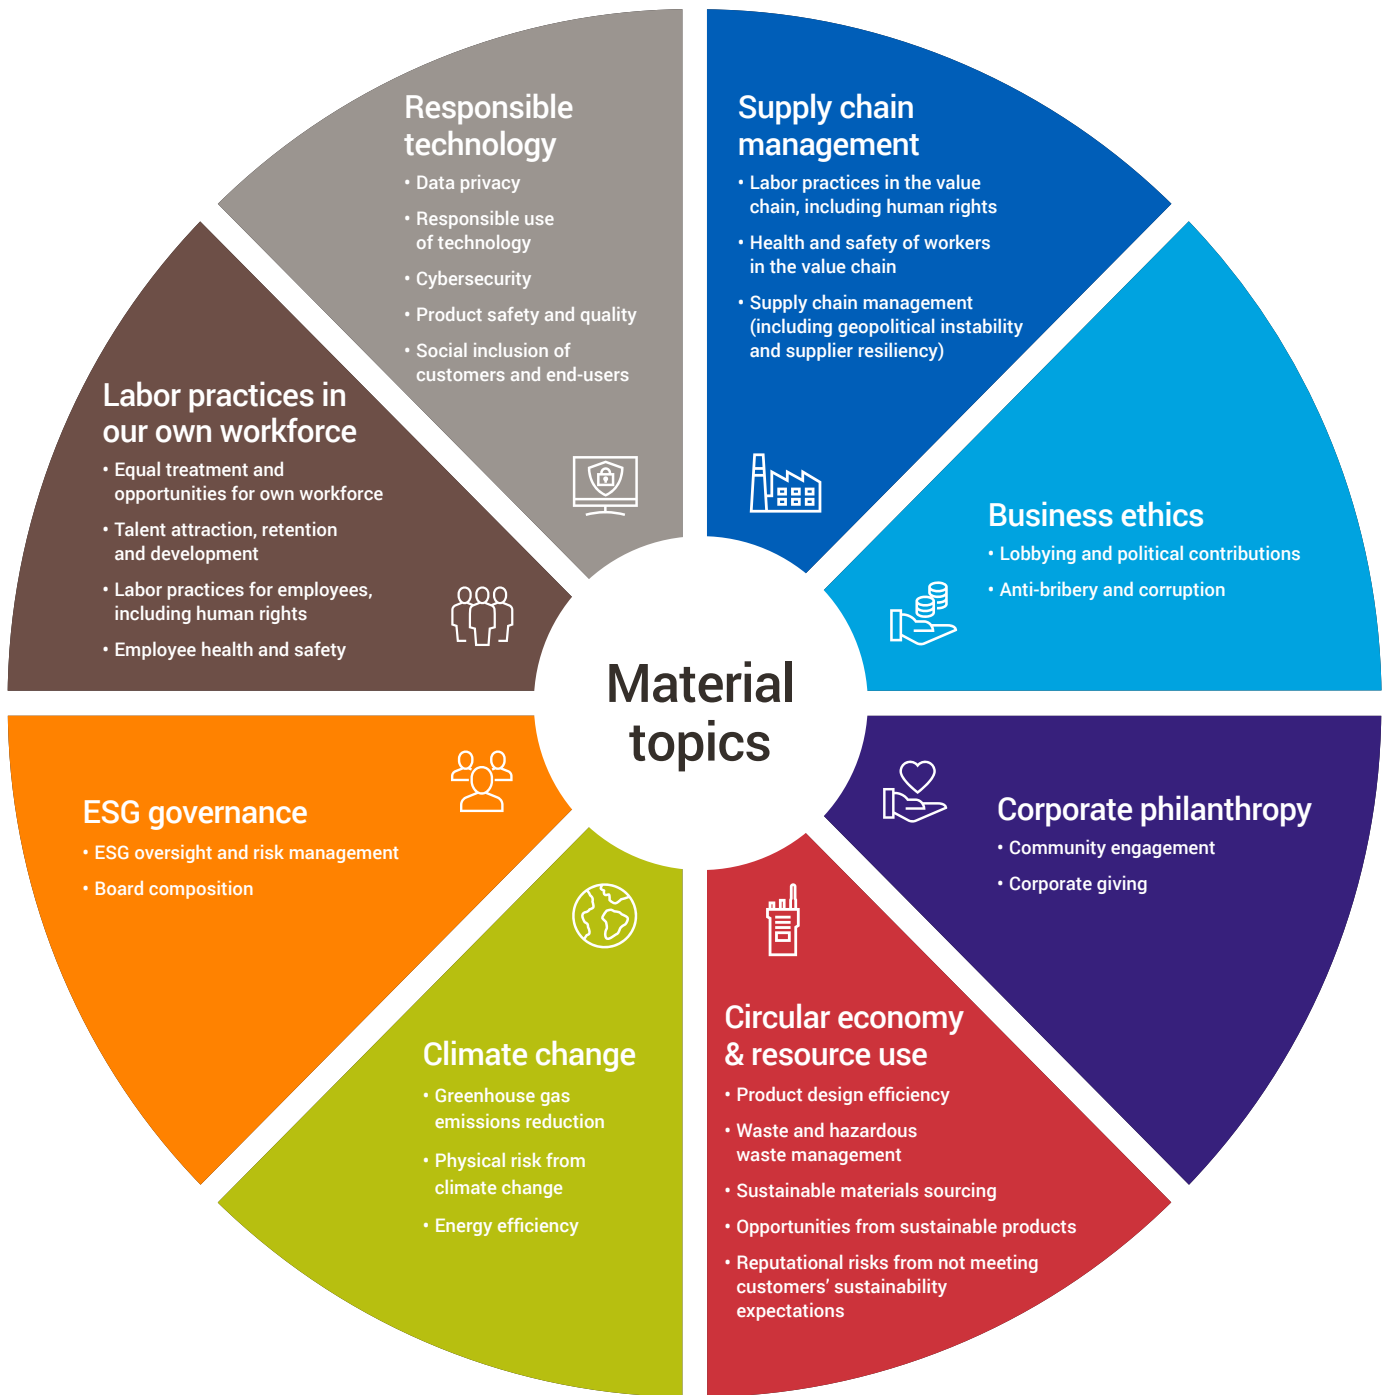 Responsible
technology
• Data privacy
• Responsible use
of technology
• Cybersecurity
• Product safety and quality
• Social inclusion of
customers and end-users
Supply chain
management
• Labor practices in the value
chain, including human rights
• Health and safety of workers
in the value chain
• Supply chain management
(including geopolitical instability
and supplier resiliency)
Labor practices in
our own workforce
• Equal treatment and
opportunities for own workforce
• Talent attraction, retention
and development
• Labor practices for employees,
including human rights
• Employee health and safety
Business ethics
• Lobbying and political contributions
• Anti-bribery and corruption
Material
topics
ESG governance
• ESG oversight and risk management
• Board composition
Corporate philanthropy
• Community engagement
• Corporate giving
Climate change
• Greenhouse gas
emissions reduction
• Physical risk from
climate change
• Energy efficiency
Circular economy
& resource use
• Product design efficiency
• Waste and hazardous
waste management
• Sustainable materials sourcing
• Opportunities from sustainable products
• Reputational risks from not meeting
customers’ sustainability
expectations